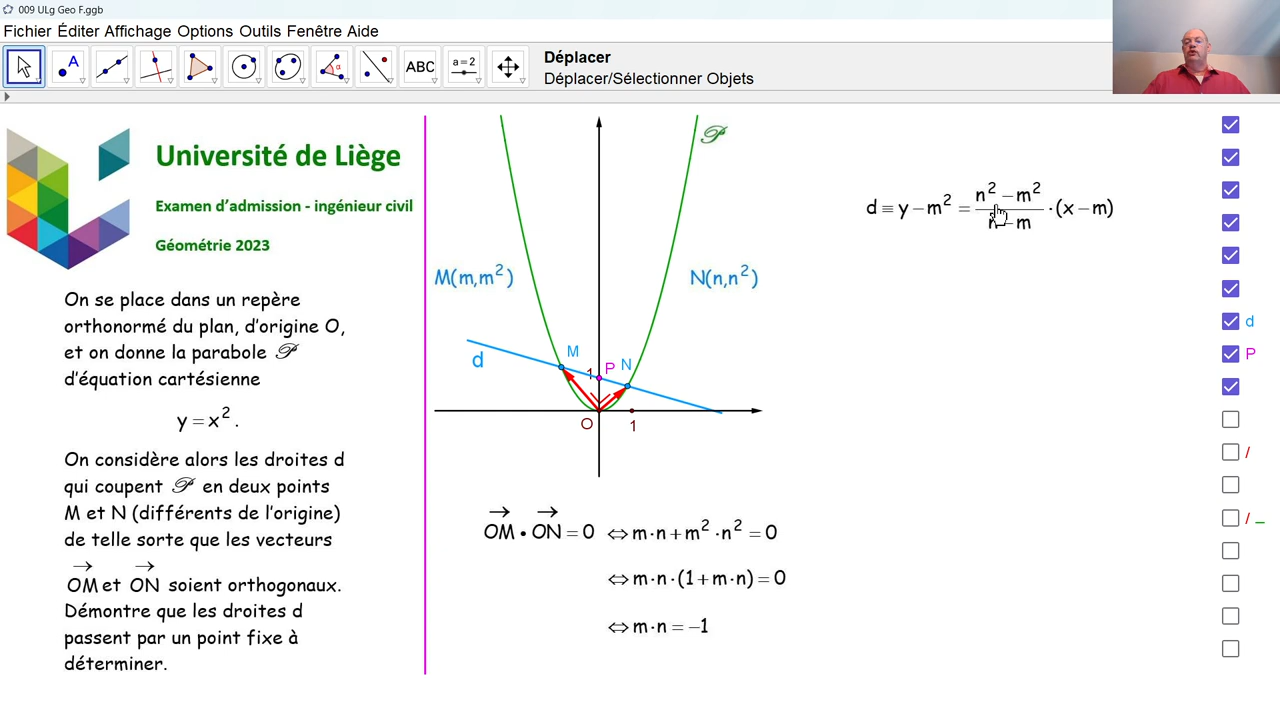 009 ULg Geo F.ggb
Fichier Éditer Affichage Options Outils Fenêtre Aide
A
α
ABC
a=2
Déplacer
Déplacer/Sélectionner Objets
Université de Liège
Examen d'admission - ingénieur civil
Géométrie 2023
On se place dans un repère
orthonormé du plan, d'origine O,
et on donne la parabole 𝒫
d'équation cartésienne
y = x² .
On considère alors les droites d
qui coupent 𝒫 en deux points
M et N (différents de l'origine)
de telle sorte que les vecteurs
→ →
OM et ON soient orthogonaux.
Démontre que les droites d
passent par un point fixe à
déterminer.
𝒫
M(m,m²)
N(n,n²)
d
M
1
P
N
O
1
→ →
OM • ON = 0 ⇔ m·n + m²·n² = 0
⇔ m·n·(1 + m·n) = 0
⇔ m·n = −1
d ≡ y − m² = (n² − m²)/(n − m) · (x − m)
d
P
/
/ _